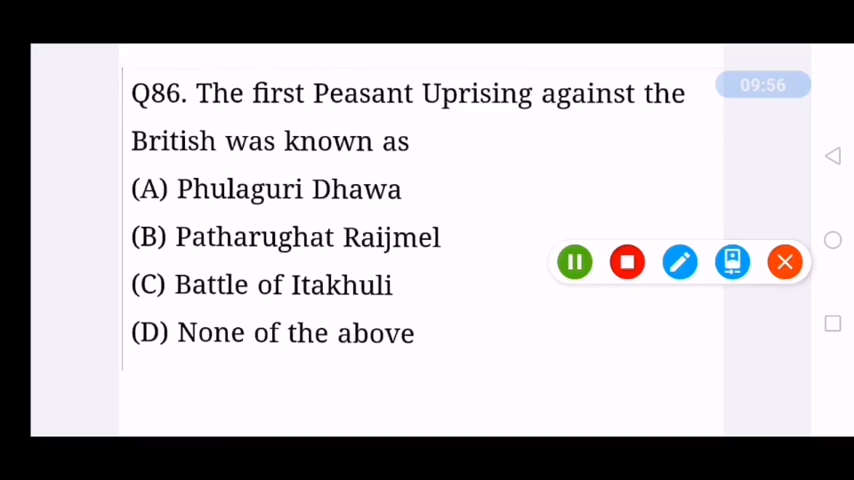 Q86. The first Peasant Uprising against the
09:56
British was known as
(A) Phulaguri Dhawa
(B) Patharughat Raijmel
(C) Battle of Itakhuli
(D) None of the above